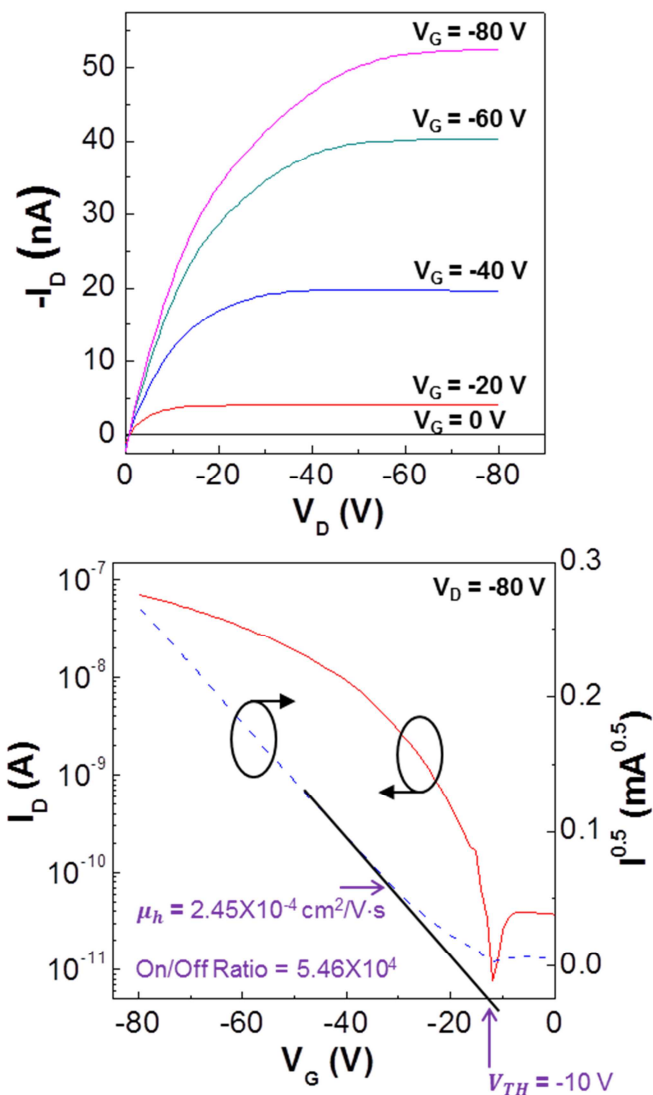 V_G = -80 V
50
V_G = -60 V
40
-I_D (nA)
30
V_G = -40 V
20
10
V_G = -20 V
V_G = 0 V
0
0 -20 -40 -60 -80
V_D (V)
10^-7
10^-8
10^-9
10^-10
10^-11
I_D (A)
V_D = -80 V
0.3
0.2
0.1
0.0
I^0.5 (mA^0.5)
μ_h = 2.45X10^-4 cm^2/V·s
On/Off Ratio = 5.46X10^4
-80 -60 -40 -20 0
V_G (V)
V_TH = -10 V